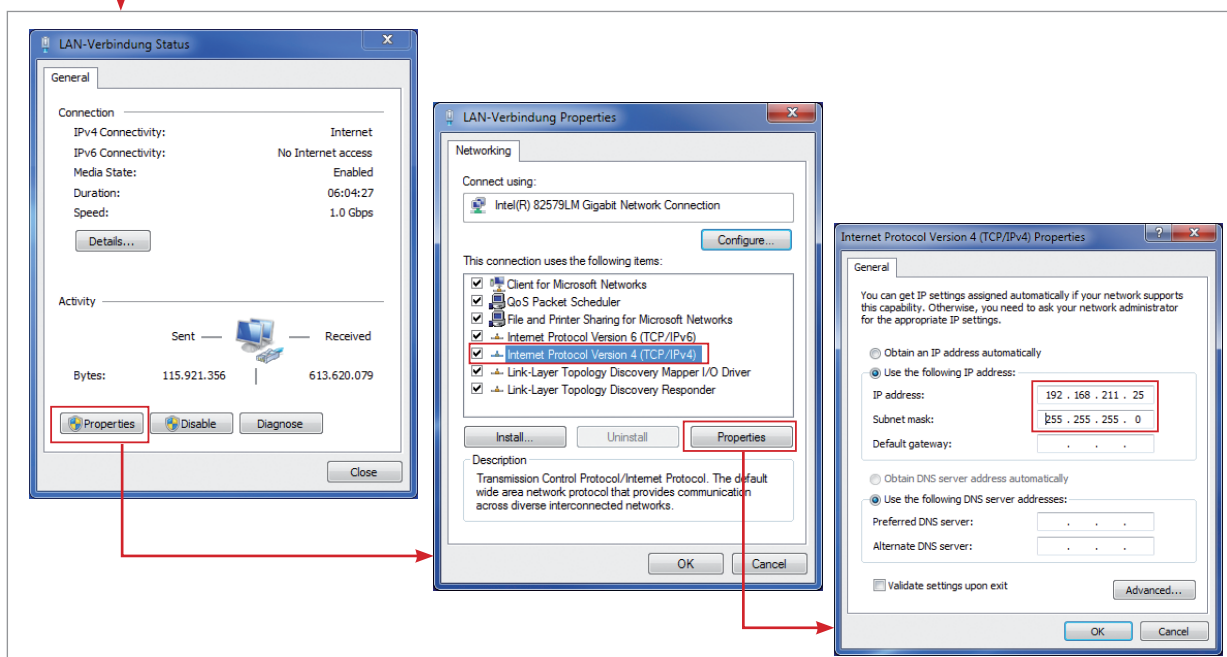 LAN-Verbindung Status
X
General
Connection
IPv4 Connectivity: Internet
IPv6 Connectivity: No Internet access
Media State: Enabled
Duration: 06:04:27
Speed: 1.0 Gbps
Details...
Activity
Sent Received
Bytes: 115.921.356 613.620.079
Properties Disable Diagnose
Close
LAN-Verbindung Properties
X
Networking
Connect using:
Intel(R) 82579LM Gigabit Network Connection
Configure...
This connection uses the following items:
Client for Microsoft Networks
QoS Packet Scheduler
File and Printer Sharing for Microsoft Networks
Internet Protocol Version 6 (TCP/IPv6)
Internet Protocol Version 4 (TCP/IPv4)
Link-Layer Topology Discovery Mapper I/O Driver
Link-Layer Topology Discovery Responder
Install... Uninstall Properties
Description
Transmission Control Protocol/Internet Protocol. The default
wide area network protocol that provides communication
across diverse interconnected networks.
OK Cancel
Internet Protocol Version 4 (TCP/IPv4) Properties
? X
General
You can get IP settings assigned automatically if your network supports
this capability. Otherwise, you need to ask your network administrator
for the appropriate IP settings.
Obtain an IP address automatically
Use the following IP address:
IP address: 192 . 168 . 211 . 25
Subnet mask: 255 . 255 . 255 . 0
Default gateway: . . .
Obtain DNS server address automatically
Use the following DNS server addresses:
Preferred DNS server: . . .
Alternate DNS server: . . .
Validate settings upon exit
Advanced...
OK Cancel